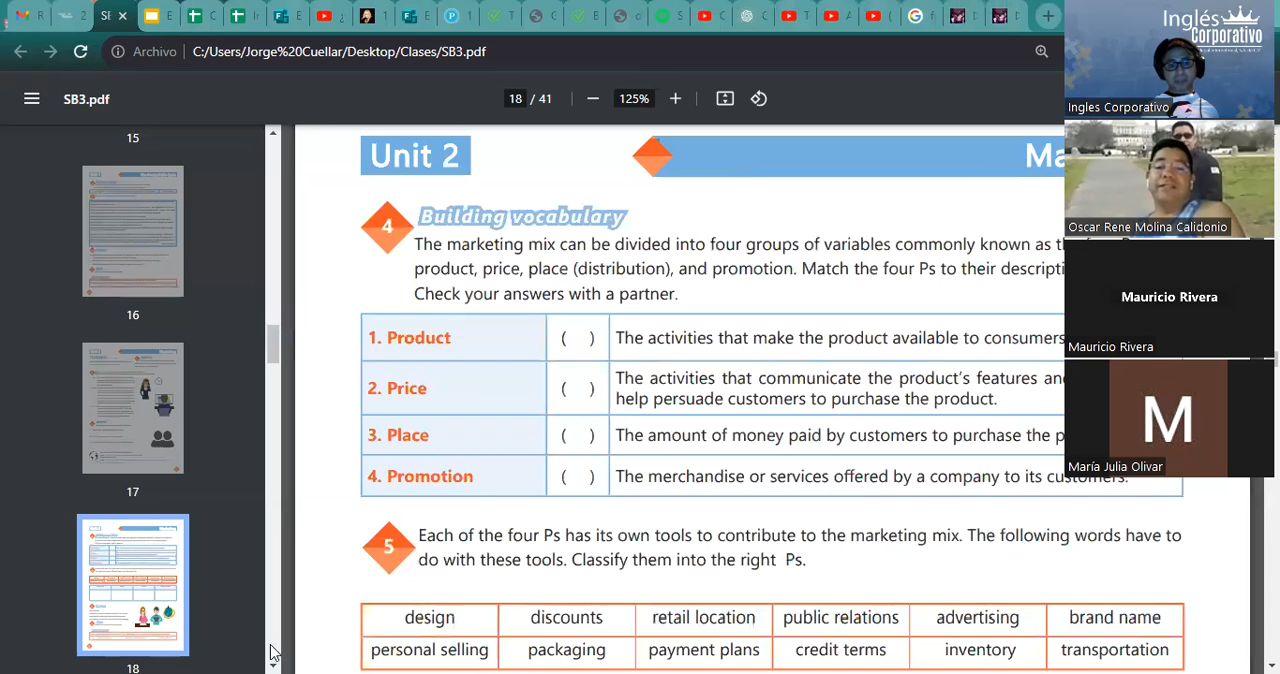 SE
Archivo C:/Users/Jorge%20Cuellar/Desktop/Clases/SB3.pdf
SB3.pdf
18 / 41
125%
15
16
17
18
Unit 2
4
Building vocabulary
The marketing mix can be divided into four groups of variables commonly known as
product, price, place (distribution), and promotion. Match the four Ps to their
Check your answers with a partner.
1. Product ( ) The activities that make the product available to consumers
2. Price ( ) The activities that communicate the product's features
help persuade customers to purchase the product.
3. Place ( ) The amount of money paid by customers to purchase the
4. Promotion ( ) The merchandise or services offered by a company to its customers.
5
Each of the four Ps has its own tools to contribute to the marketing mix. The following words have to
do with these tools. Classify them into the right Ps.
design discounts retail location public relations advertising brand name
personal selling packaging payment plans credit terms inventory transportation
Inglés
Corporativo
Ingles Corporativo
Oscar Rene Molina Calidonio
Mauricio Rivera
Mauricio Rivera
M
María Julia Olivar